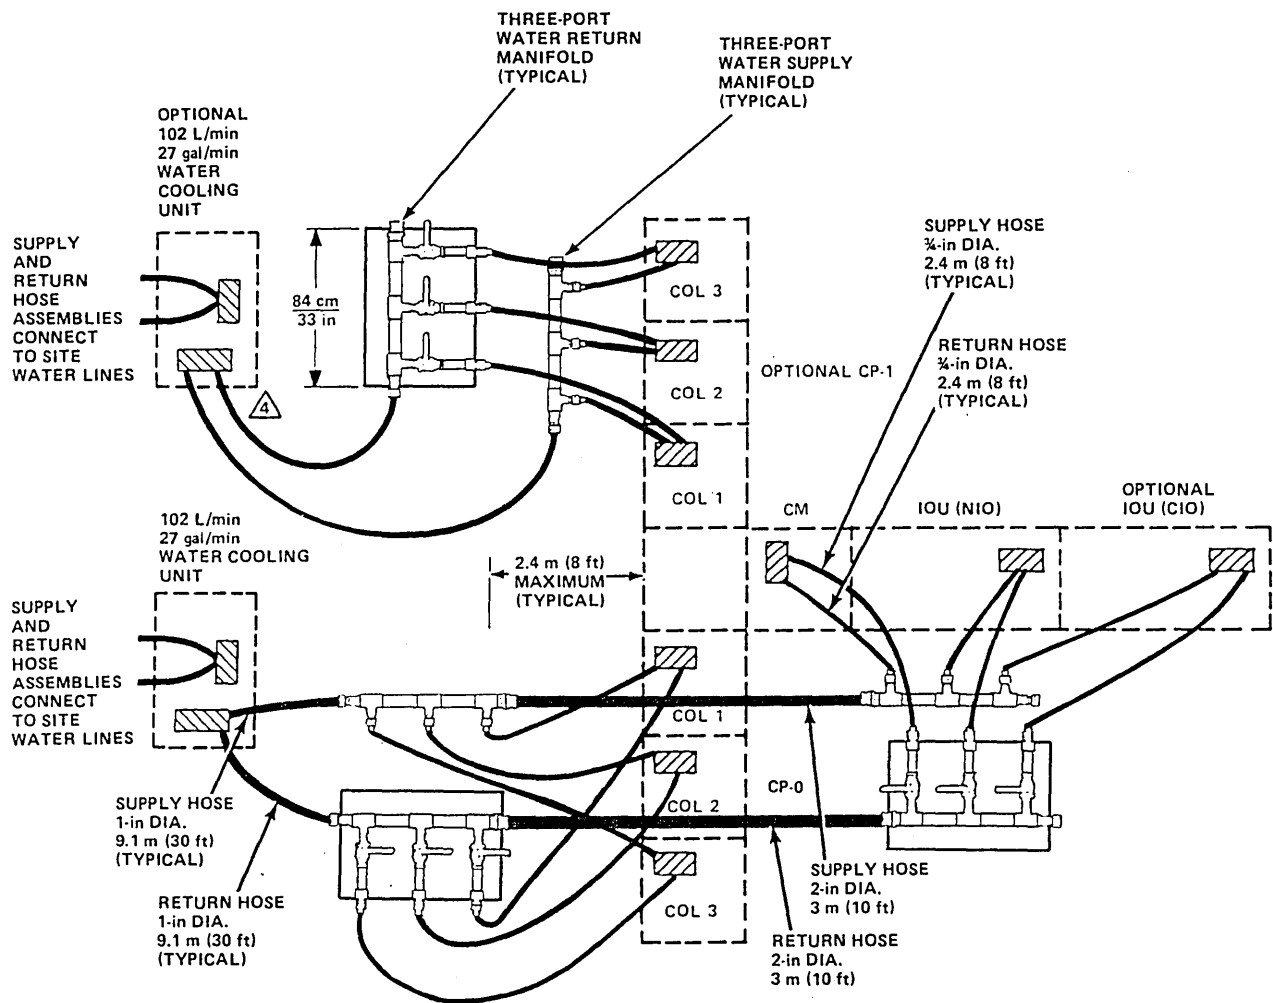 THREE-PORT
WATER RETURN
MANIFOLD
(TYPICAL)
THREE-PORT
WATER SUPPLY
MANIFOLD
(TYPICAL)
OPTIONAL
102 L/min
27 gal/min
WATER
COOLING
UNIT
SUPPLY
AND
RETURN
HOSE
ASSEMBLIES
CONNECT
TO SITE
WATER LINES
84 cm
33 in
4
COL 3
COL 2
COL 1
OPTIONAL CP-1
SUPPLY HOSE
¾-in DIA.
2.4 m (8 ft)
(TYPICAL)
RETURN HOSE
¾-in DIA.
2.4 m (8 ft)
(TYPICAL)
CM
IOU (NIO)
OPTIONAL
IOU (CIO)
102 L/min
27 gal/min
WATER COOLING
UNIT
2.4 m (8 ft)
MAXIMUM
(TYPICAL)
SUPPLY
AND
RETURN
HOSE
ASSEMBLIES
CONNECT
TO SITE
WATER LINES
COL 1
COL 2
COL 3
CP-0
SUPPLY HOSE
1-in DIA.
9.1 m (30 ft)
(TYPICAL)
RETURN HOSE
1-in DIA.
9.1 m (30 ft)
(TYPICAL)
SUPPLY HOSE
2-in DIA.
3 m (10 ft)
RETURN HOSE
2-in DIA.
3 m (10 ft)